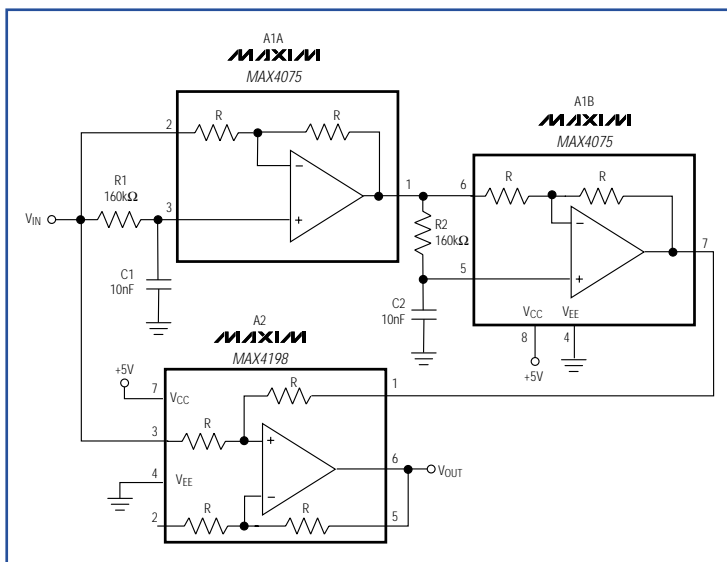 A1A
MAXIM
MAX4075
A1B
MAXIM
MAX4075
R
R
2
1
3
R1
160kΩ
VIN
C1
10nF
R2
160kΩ
6
5
R
R
7
C2
10nF
VCC
VEE
8
4
+5V
A2
MAXIM
MAX4198
+5V
7
VCC
R
1
3
R
4
VEE
6
VOUT
2
R
R
5